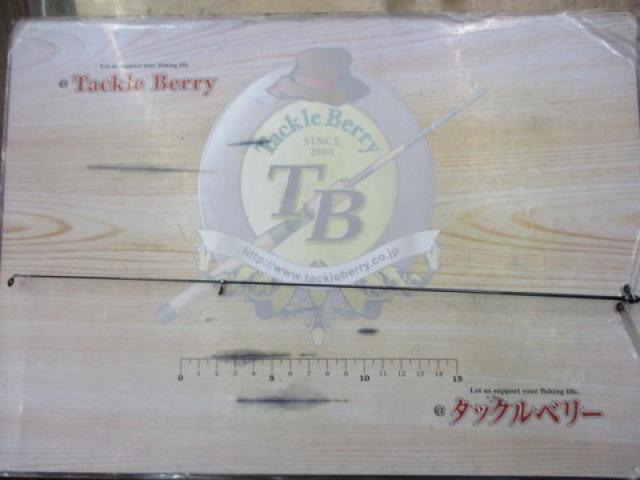 Let us support your fishing life.
@ Tackle Berry
Tackle Berry
SINCE
2000
TB
http://www.tackleberry.co.jp
0 1 2 3 4 5 6 7 8 9 10 11 12 13 14 15
Let us support your fishing life.
@ タックルベリー